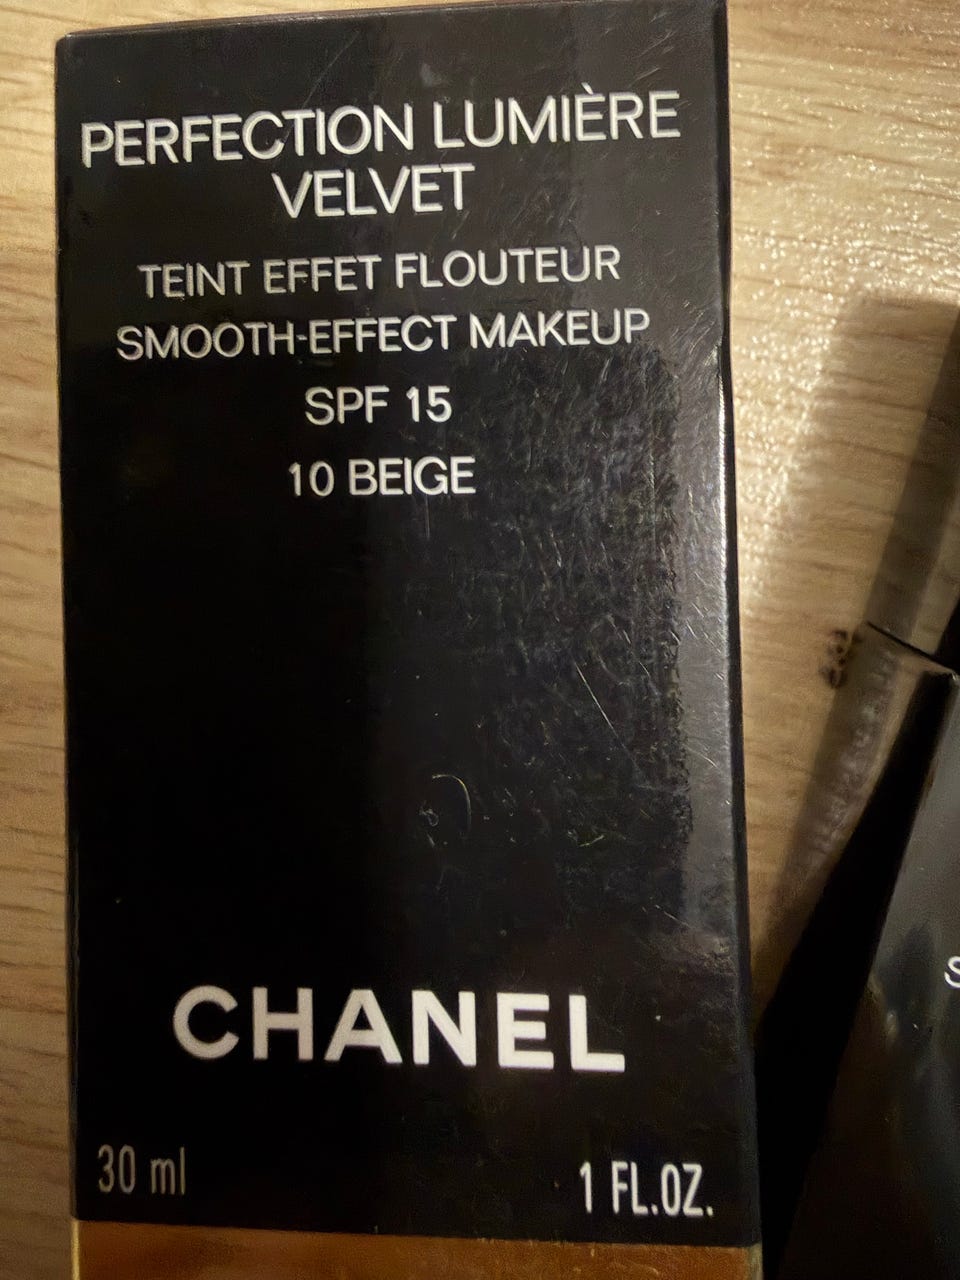 PERFECTION LUMIÈRE
VELVET
TEINT EFFET FLOUTEUR
SMOOTH-EFFECT MAKEUP
SPF 15
10 BEIGE
CHANEL
30 ml
1 FL.OZ.
S